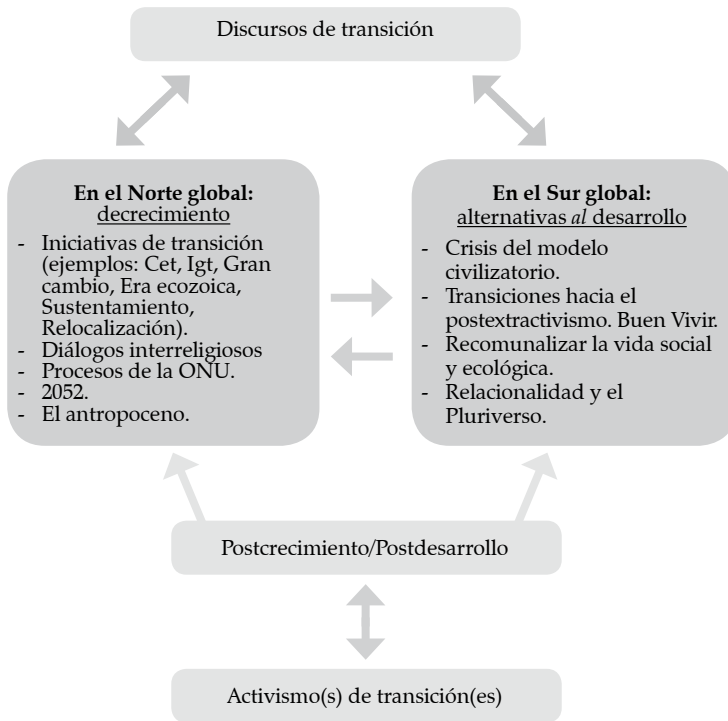 Discursos de transición
En el Norte global:
decrecimiento
- Iniciativas de transición
(ejemplos: Cet, Igt, Gran
cambio, Era ecozoica,
Sustentamiento,
Relocalización).
- Diálogos interreligiosos
- Procesos de la ONU.
- 2052.
- El antropoceno.
En el Sur global:
alternativas al desarrollo
- Crisis del modelo
civilizatorio.
- Transiciones hacia el
postextractivismo. Buen Vivir.
- Recomunalizar la vida social
y ecológica.
- Relacionalidad y el
Pluriverso.
Postcrecimiento/Postdesarrollo
Activismo(s) de transición(es)